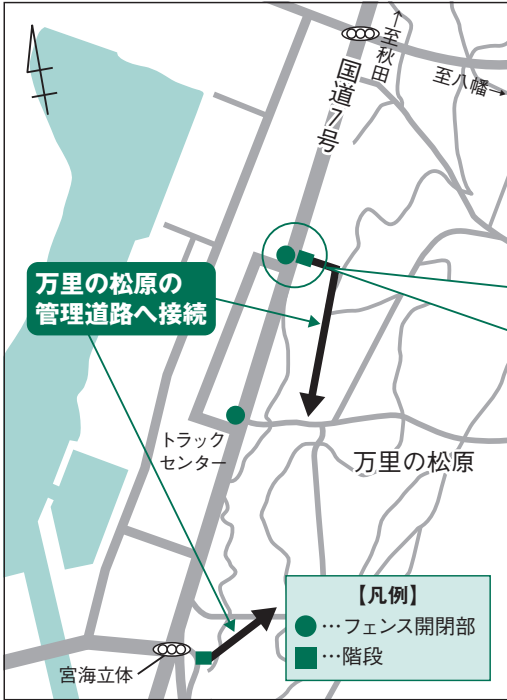 ↑至秋田
至八幡→
国道7号
万里の松原の
管理道路へ接続
トラック
センター
万里の松原
【凡例】
●…フェンス開閉部
■…階段
宮海立体